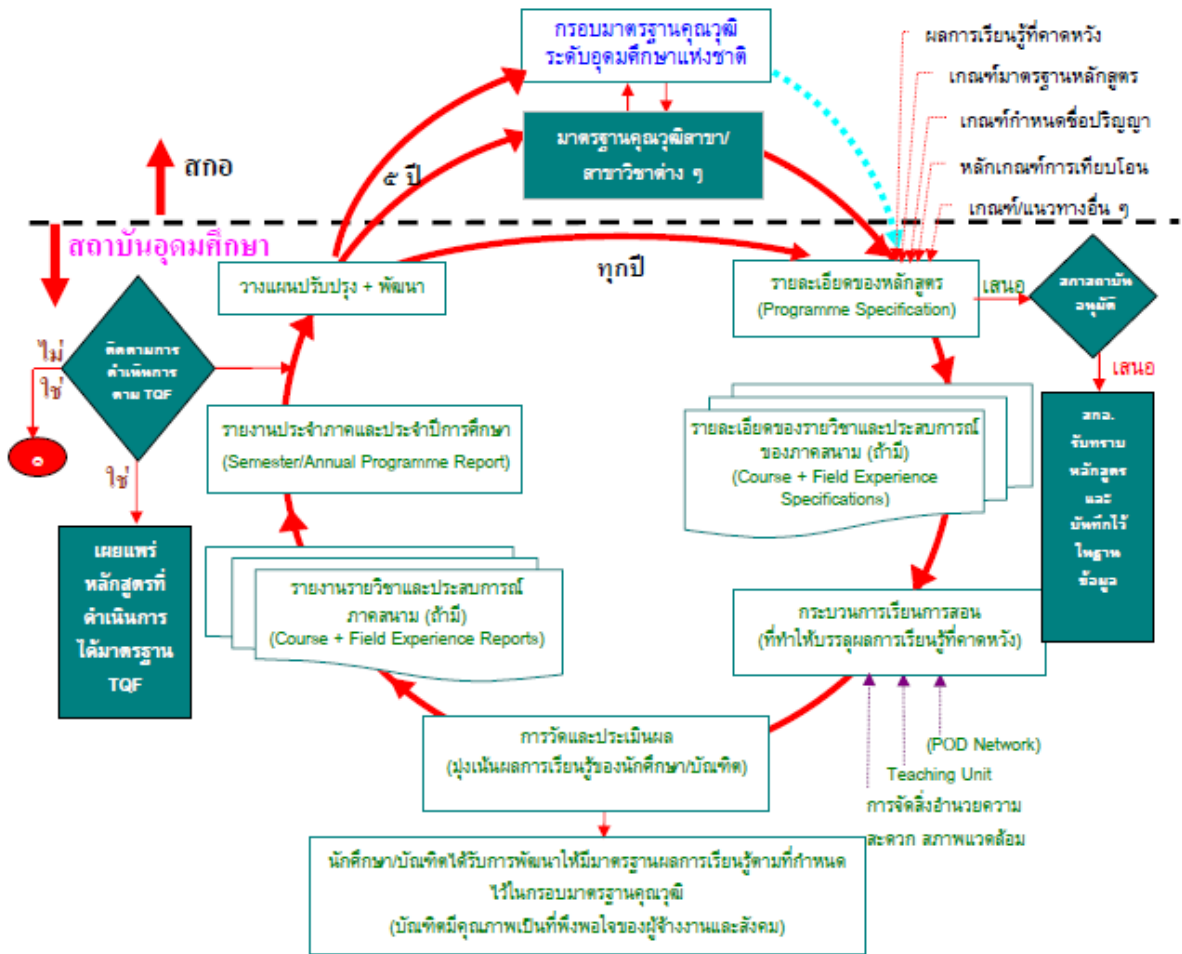 กรอบมาตรฐานคุณวุฒิ
ระดับอุดมศึกษาแห่งชาติ
ผลการเรียนรู้ที่คาดหวัง
เกณฑ์มาตรฐานหลักสูตร
เกณฑ์กำหนดชื่อปริญญา
หลักเกณฑ์การเทียบโอน
เกณฑ์/แนวทางอื่น ๆ
มาตรฐานคุณวุฒิสาขา/
สาขาวิชาต่าง ๆ
สกอ
๕ ปี
สถาบันอุดมศึกษา
ทุกปี
วางแผนปรับปรุง + พัฒนา
รายละเอียดของหลักสูตร
(Programme Specification)
เสนอ
สภาสถาบัน
อนุมัติ
เสนอ
สกอ.
รับทราบ
หลักสูตร
และ
บันทึกไว้
ในฐาน
ข้อมูล
ติดตามการ
ดำเนินการ
ตาม TQF
ไม่
ใช่
๑
ใช่
เผยแพร่
หลักสูตรที่
ดำเนินการ
ได้มาตรฐาน
TQF
รายงานประจำภาคและประจำปีการศึกษา
(Semester/Annual Programme Report)
รายละเอียดของรายวิชาและประสบการณ์
ของภาคสนาม (ถ้ามี)
(Course + Field Experience
Specifications)
รายงานรายวิชาและประสบการณ์
ภาคสนาม (ถ้ามี)
(Course + Field Experience Reports)
กระบวนการเรียนการสอน
(ที่ทำให้บรรลุผลการเรียนรู้ที่คาดหวัง)
(POD Network)
Teaching Unit
การจัดสิ่งอำนวยความ
สะดวก สภาพแวดล้อม
การวัดและประเมินผล
(มุ่งเน้นผลการเรียนรู้ของนักศึกษา/บัณฑิต)
นักศึกษา/บัณฑิตได้รับการพัฒนาให้มีมาตรฐานผลการเรียนรู้ตามที่กำหนด
ไว้ในกรอบมาตรฐานคุณวุฒิ
(บัณฑิตมีคุณภาพเป็นที่พึงพอใจของผู้จ้างงานและสังคม)